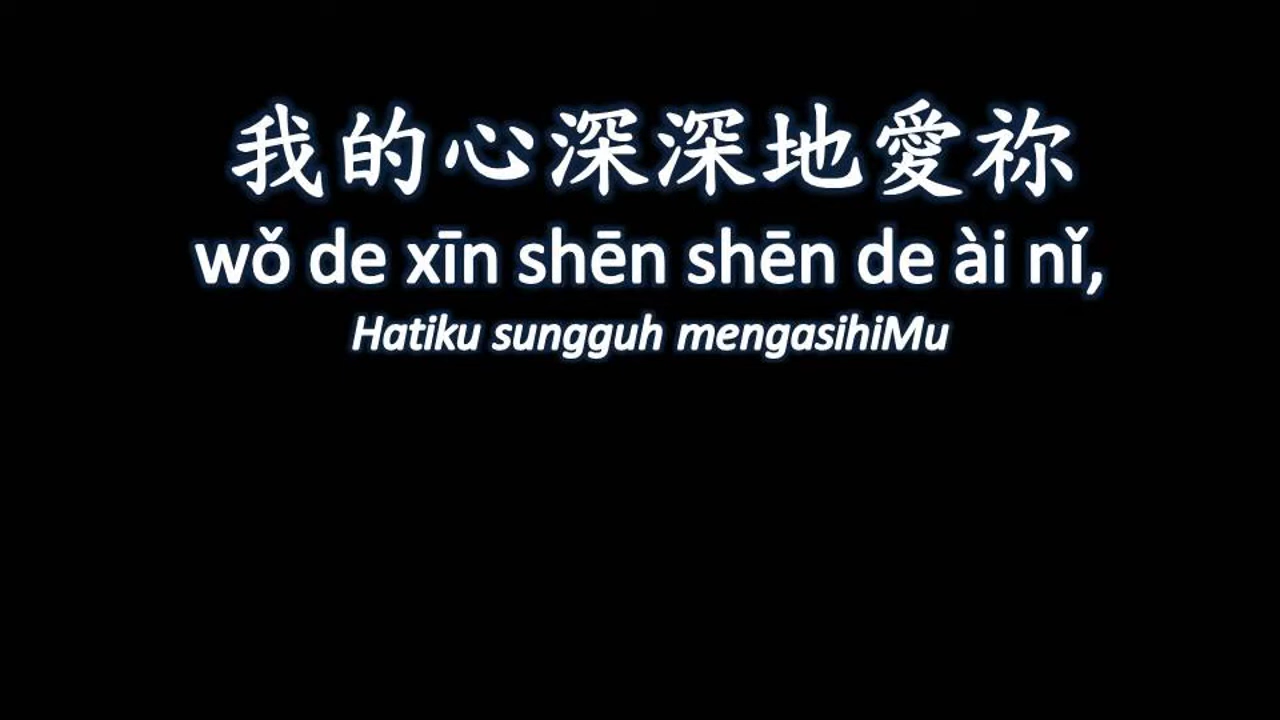 我的心深深地愛祢
wǒ de xīn shēn shēn de ài nǐ,
Hatiku sungguh mengasihiMu